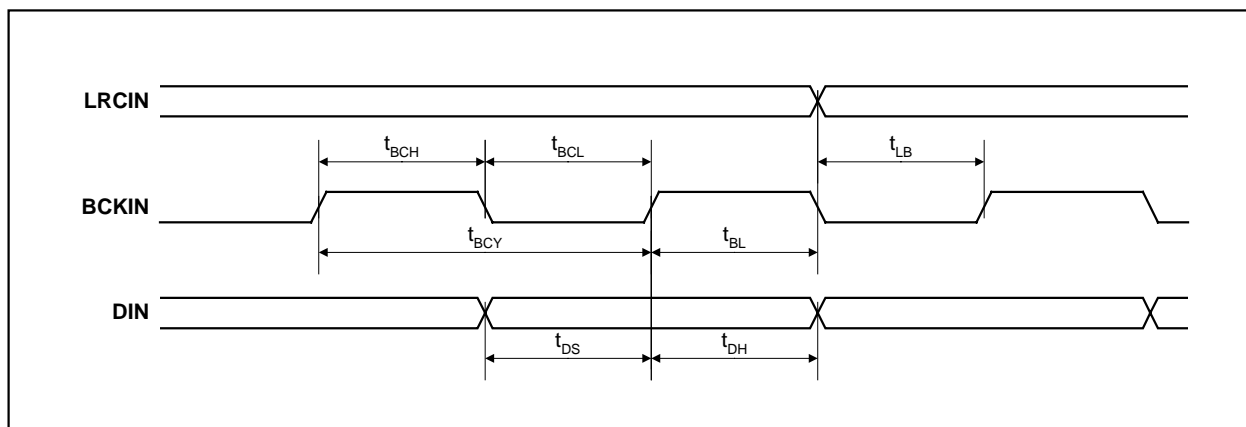 LRCIN
t_BCH t_BCL t_LB
BCKIN
t_BCY t_BL
DIN
t_DS t_DH